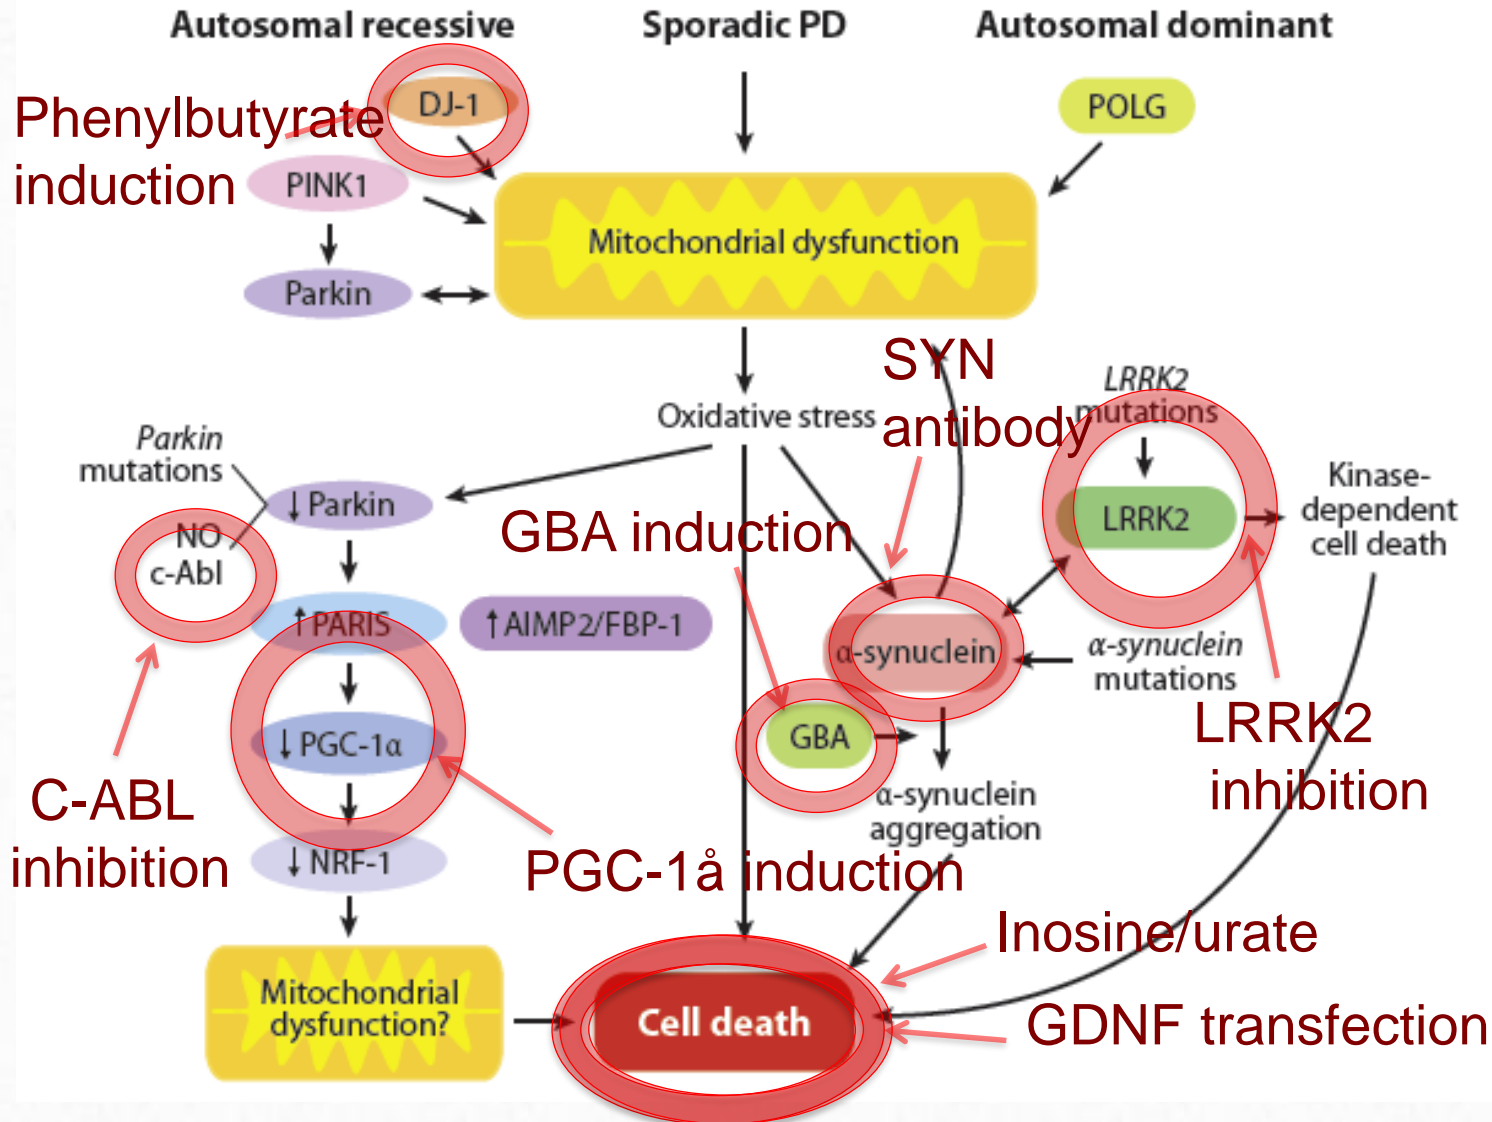 Autosomal recessive
Sporadic PD
Autosomal dominant
DJ-1
POLG
Phenylbutyrate
induction
PINK1
Mitochondrial dysfunction
Parkin
SYN
antibody
LRRK2
mutations
Oxidative stress
Parkin
mutations
↓ Parkin
NO
c-Abl
GBA induction
LRRK2
Kinase-
dependent
cell death
↑ PARIS
↑ AIMP2/FBP-1
α-synuclein
α-synuclein
mutations
↓ PGC-1α
GBA
LRRK2
inhibition
C-ABL
inhibition
α-synuclein
aggregation
↓ NRF-1
PGC-1å induction
Inosine/urate
Mitochondrial
dysfunction?
Cell death
GDNF transfection